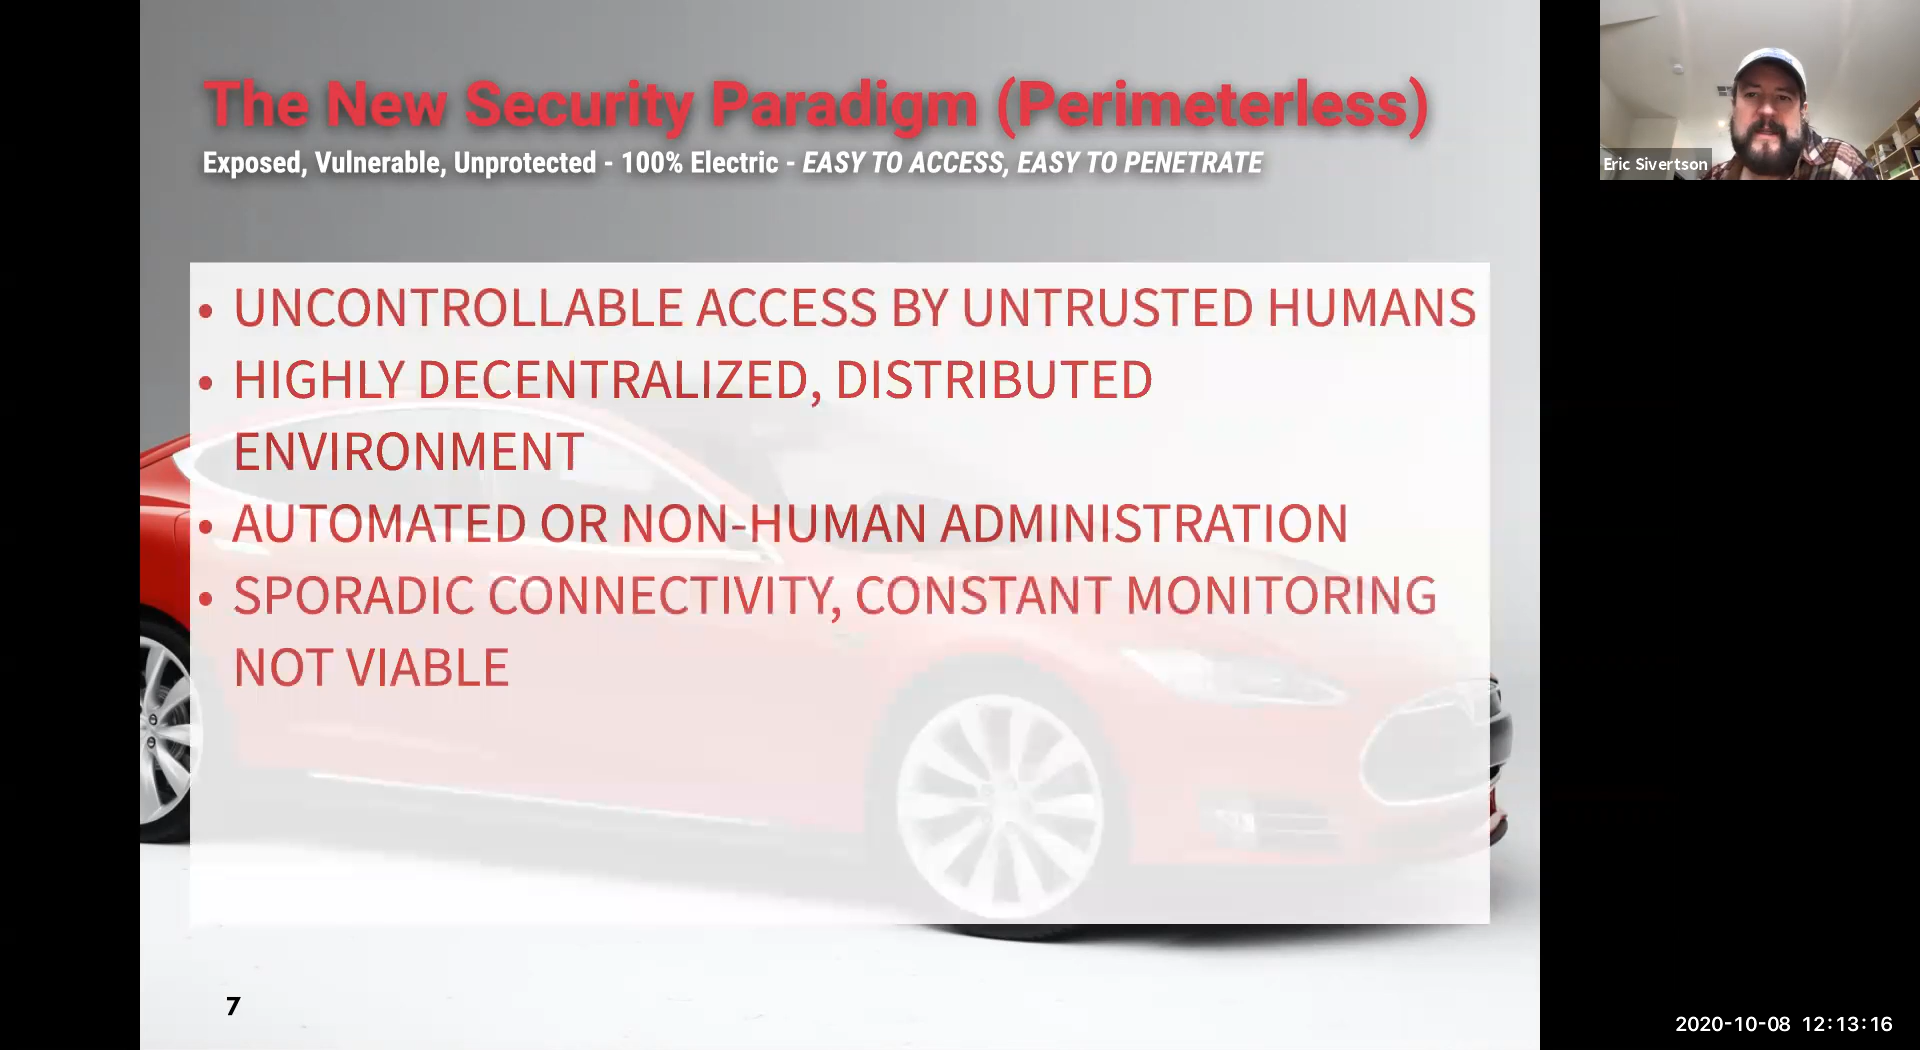 The New Security Paradigm (Perimeterless)
Exposed, Vulnerable, Unprotected - 100% Electric - EASY TO ACCESS, EASY TO PENETRATE
• UNCONTROLLABLE ACCESS BY UNTRUSTED HUMANS
• HIGHLY DECENTRALIZED, DISTRIBUTED
ENVIRONMENT
• AUTOMATED OR NON-HUMAN ADMINISTRATION
• SPORADIC CONNECTIVITY, CONSTANT MONITORING
NOT VIABLE
7
Eric Sivertson
2020-10-08 12:13:16